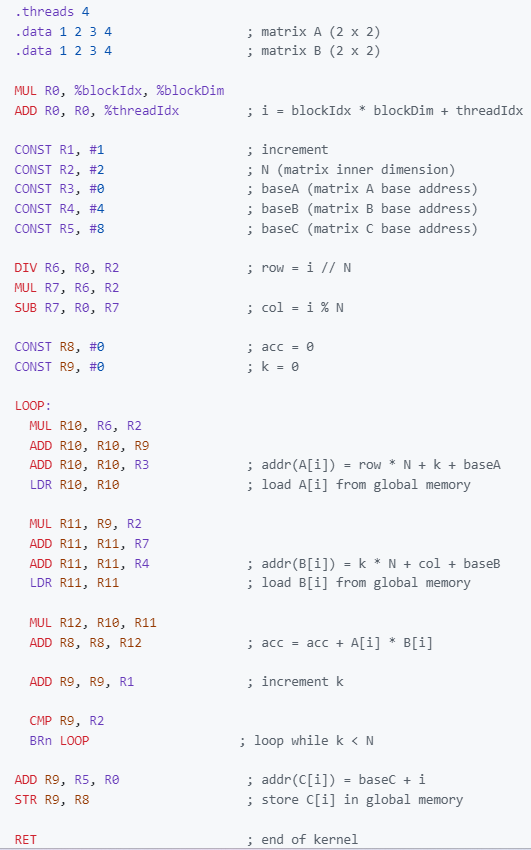 .threads 4
.data 1 2 3 4 ; matrix A (2 x 2)
.data 1 2 3 4 ; matrix B (2 x 2)
MUL R0, %blockIdx, %blockDim
ADD R0, R0, %threadIdx ; i = blockIdx * blockDim + threadIdx
CONST R1, #1 ; increment
CONST R2, #2 ; N (matrix inner dimension)
CONST R3, #0 ; baseA (matrix A base address)
CONST R4, #4 ; baseB (matrix B base address)
CONST R5, #8 ; baseC (matrix C base address)
DIV R6, R0, R2 ; row = i // N
MUL R7, R6, R2
SUB R7, R0, R7 ; col = i % N
CONST R8, #0 ; acc = 0
CONST R9, #0 ; k = 0
LOOP:
MUL R10, R6, R2
ADD R10, R10, R9
ADD R10, R10, R3 ; addr(A[i]) = row * N + k + baseA
LDR R10, R10 ; load A[i] from global memory
MUL R11, R9, R2
ADD R11, R11, R7
ADD R11, R11, R4 ; addr(B[i]) = k * N + col + baseB
LDR R11, R11 ; load B[i] from global memory
MUL R12, R10, R11
ADD R8, R8, R12 ; acc = acc + A[i] * B[i]
ADD R9, R9, R1 ; increment k
CMP R9, R2
BRn LOOP ; loop while k < N
ADD R9, R5, R0 ; addr(C[i]) = baseC + i
STR R9, R8 ; store C[i] in global memory
RET ; end of kernel